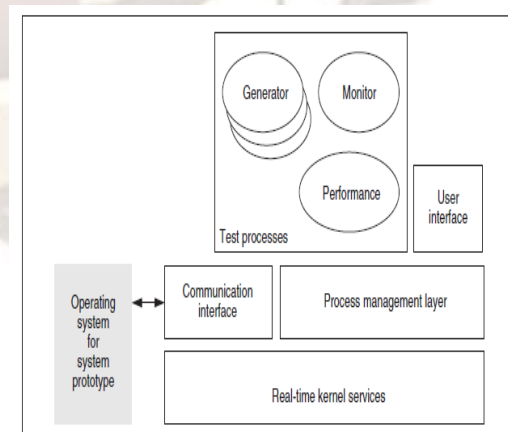 Generator
Monitor
Performance
Test processes
User
interface
Operating
system
for
system
prototype
Communication
interface
Process management layer
Real-time kernel services